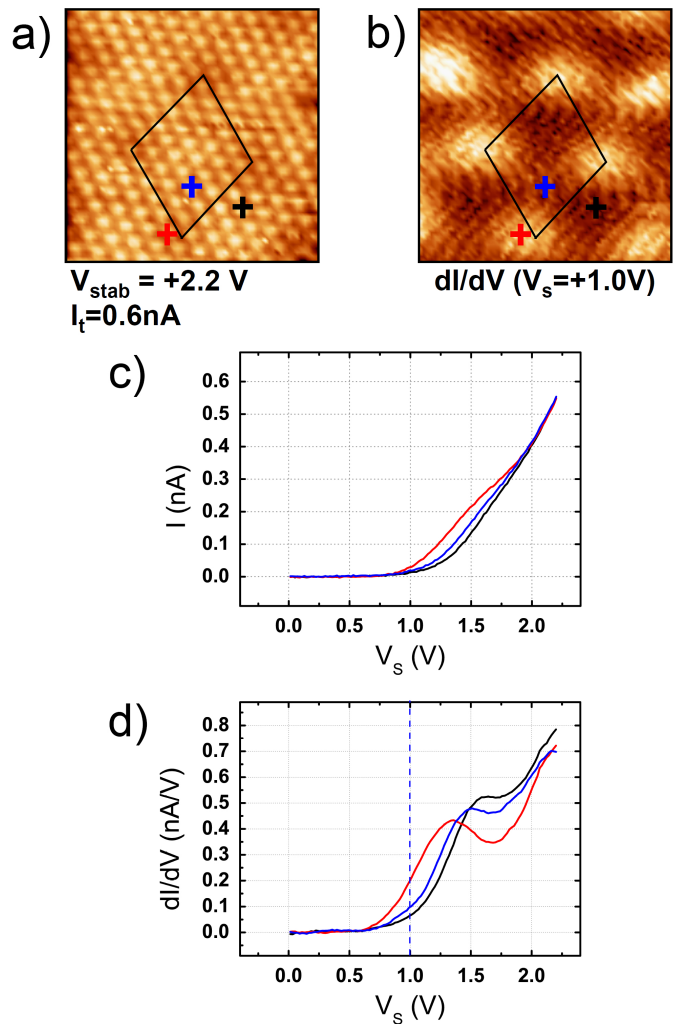 a)
b)
V_stab = +2.2 V
I_t=0.6nA
dI/dV (V_s=+1.0V)
c)
0.6
0.5
0.4
0.3
0.2
0.1
0.0
I (nA)
0.0 0.5 1.0 1.5 2.0
V_S (V)
d)
0.8
0.7
0.6
0.5
0.4
0.3
0.2
0.1
0.0
dI/dV (nA/V)
0.0 0.5 1.0 1.5 2.0
V_S (V)